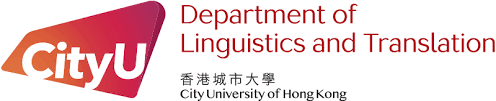 CityU
Department of
Linguistics and Translation
香港城市大學
City University of Hong Kong